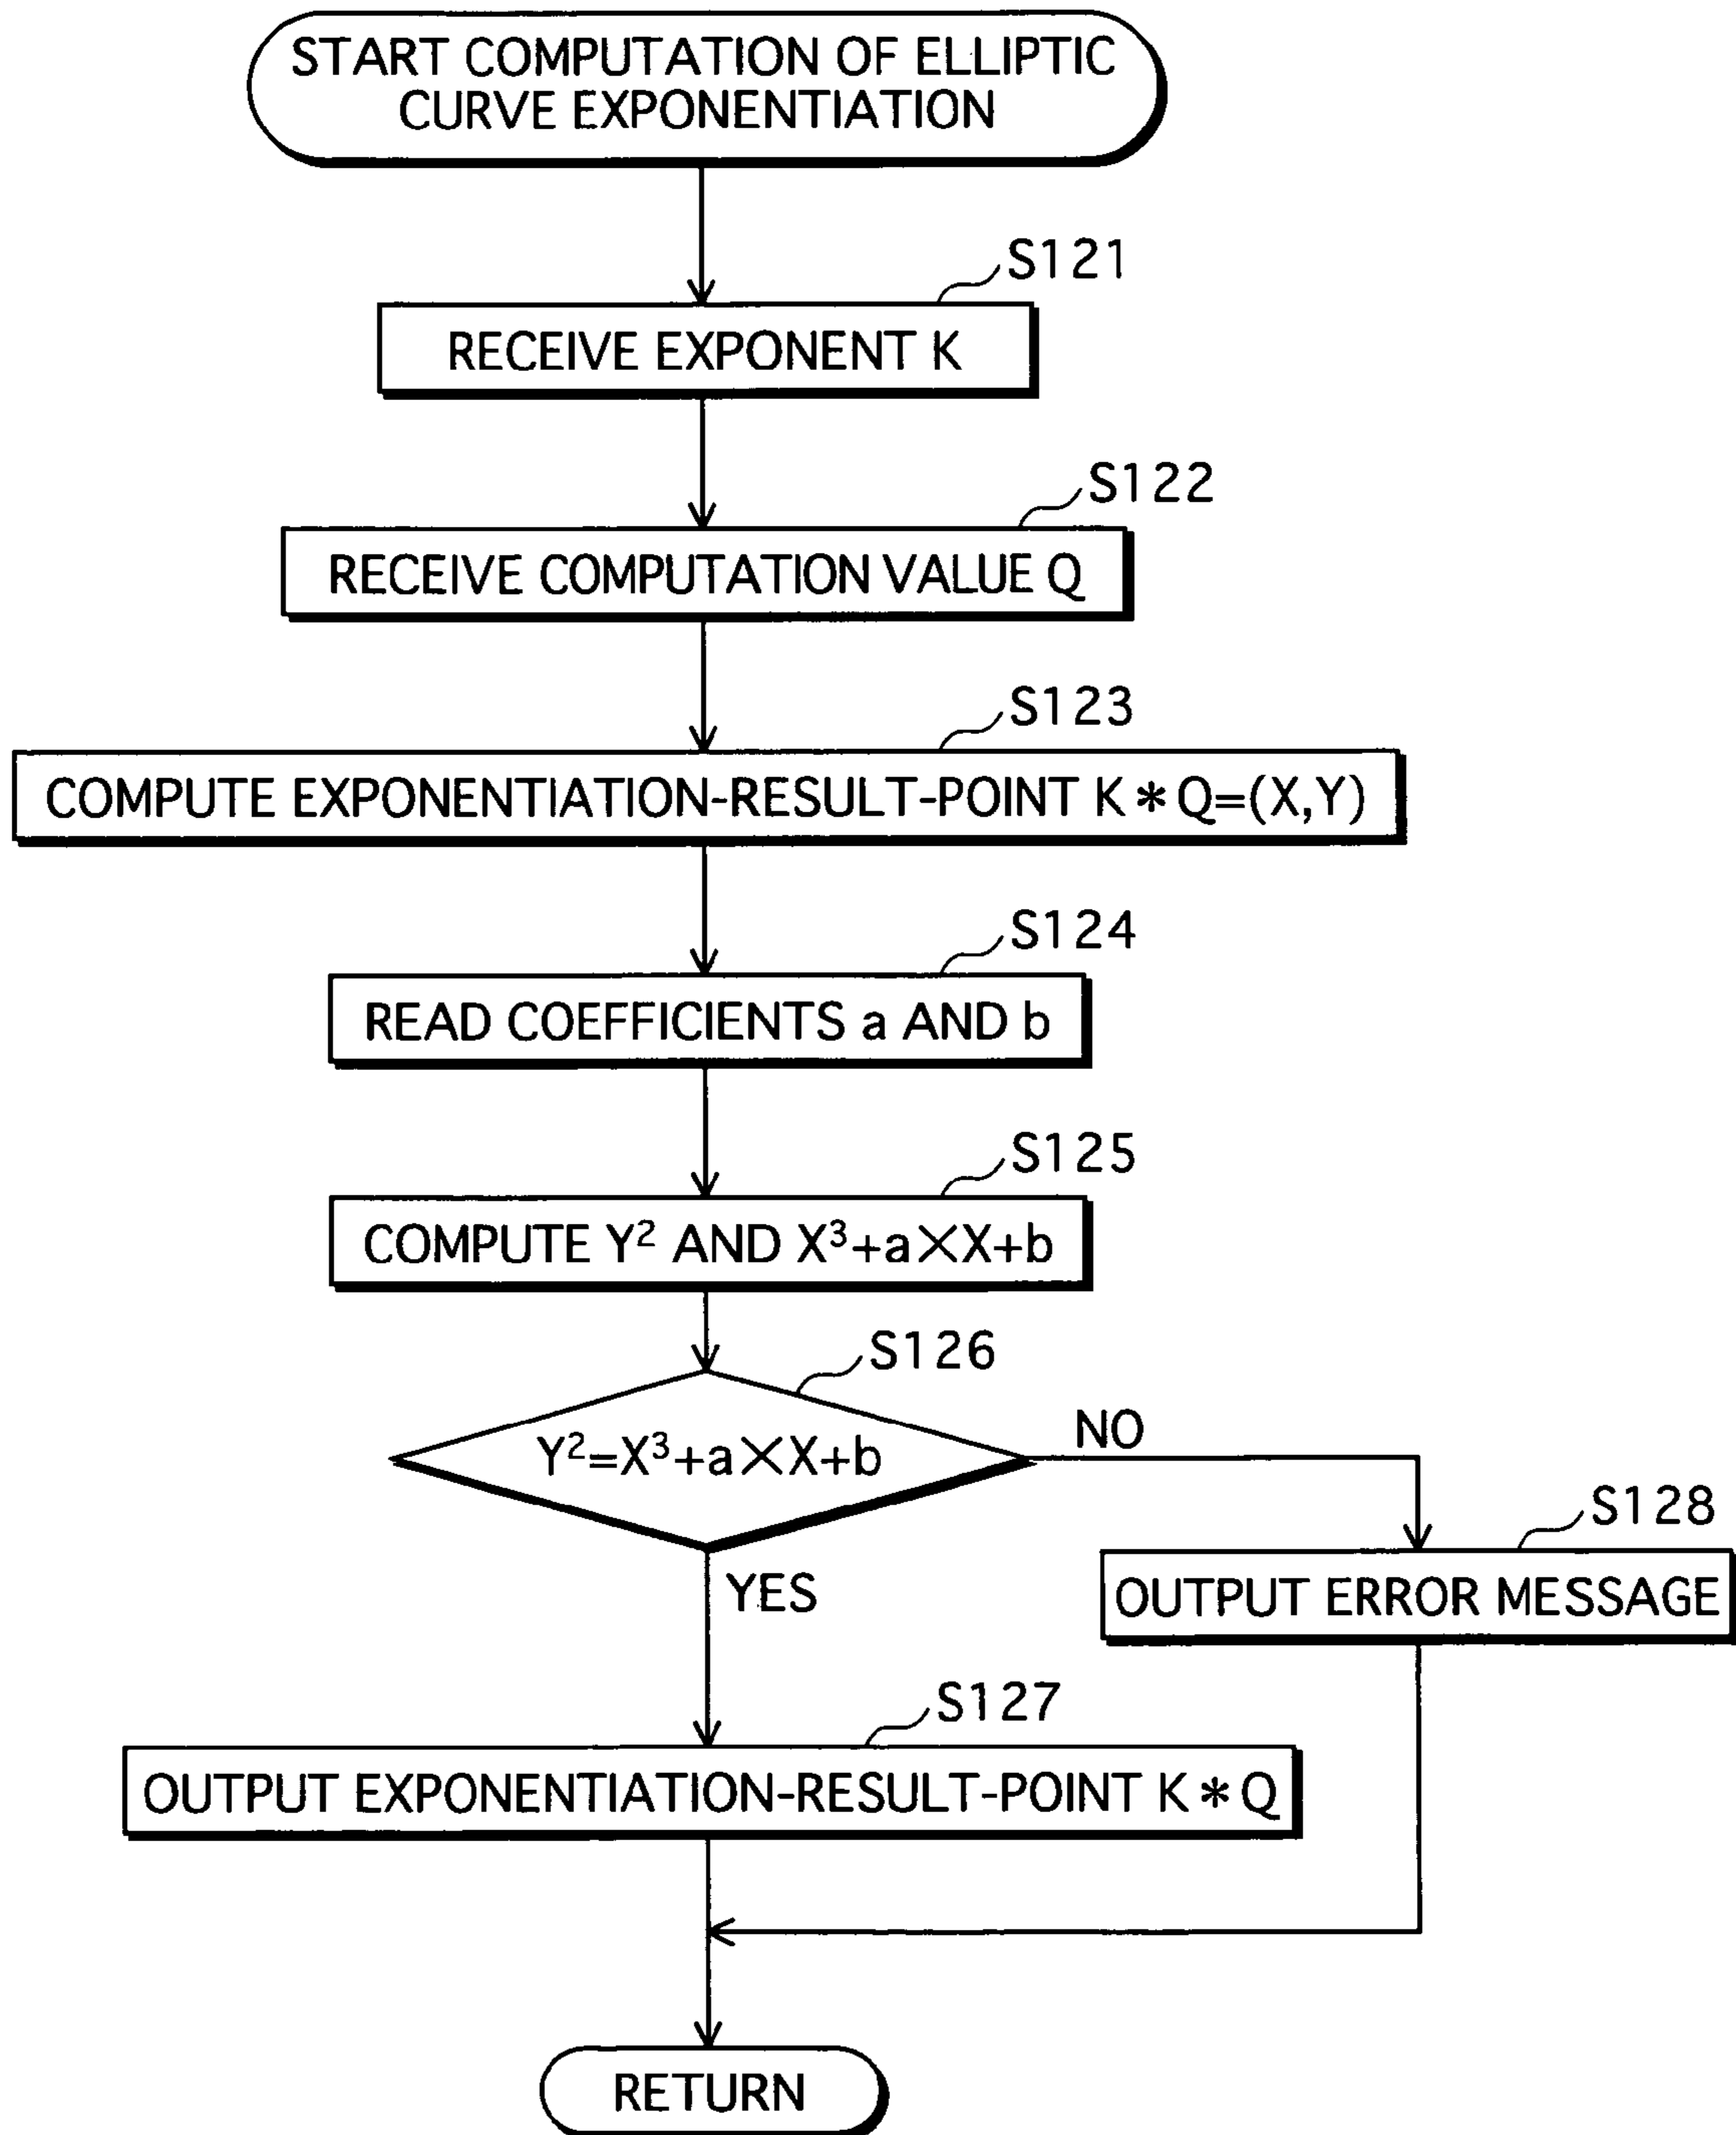 START COMPUTATION OF ELLIPTIC
CURVE EXPONENTIATION
S121
RECEIVE EXPONENT K
S122
RECEIVE COMPUTATION VALUE Q
S123
COMPUTE EXPONENTIATION-RESULT-POINT K * Q=(X,Y)
S124
READ COEFFICIENTS a AND b
S125
COMPUTE Y² AND X³+a×X+b
S126
Y²=X³+a×X+b
NO
S128
OUTPUT ERROR MESSAGE
YES
S127
OUTPUT EXPONENTIATION-RESULT-POINT K * Q
RETURN